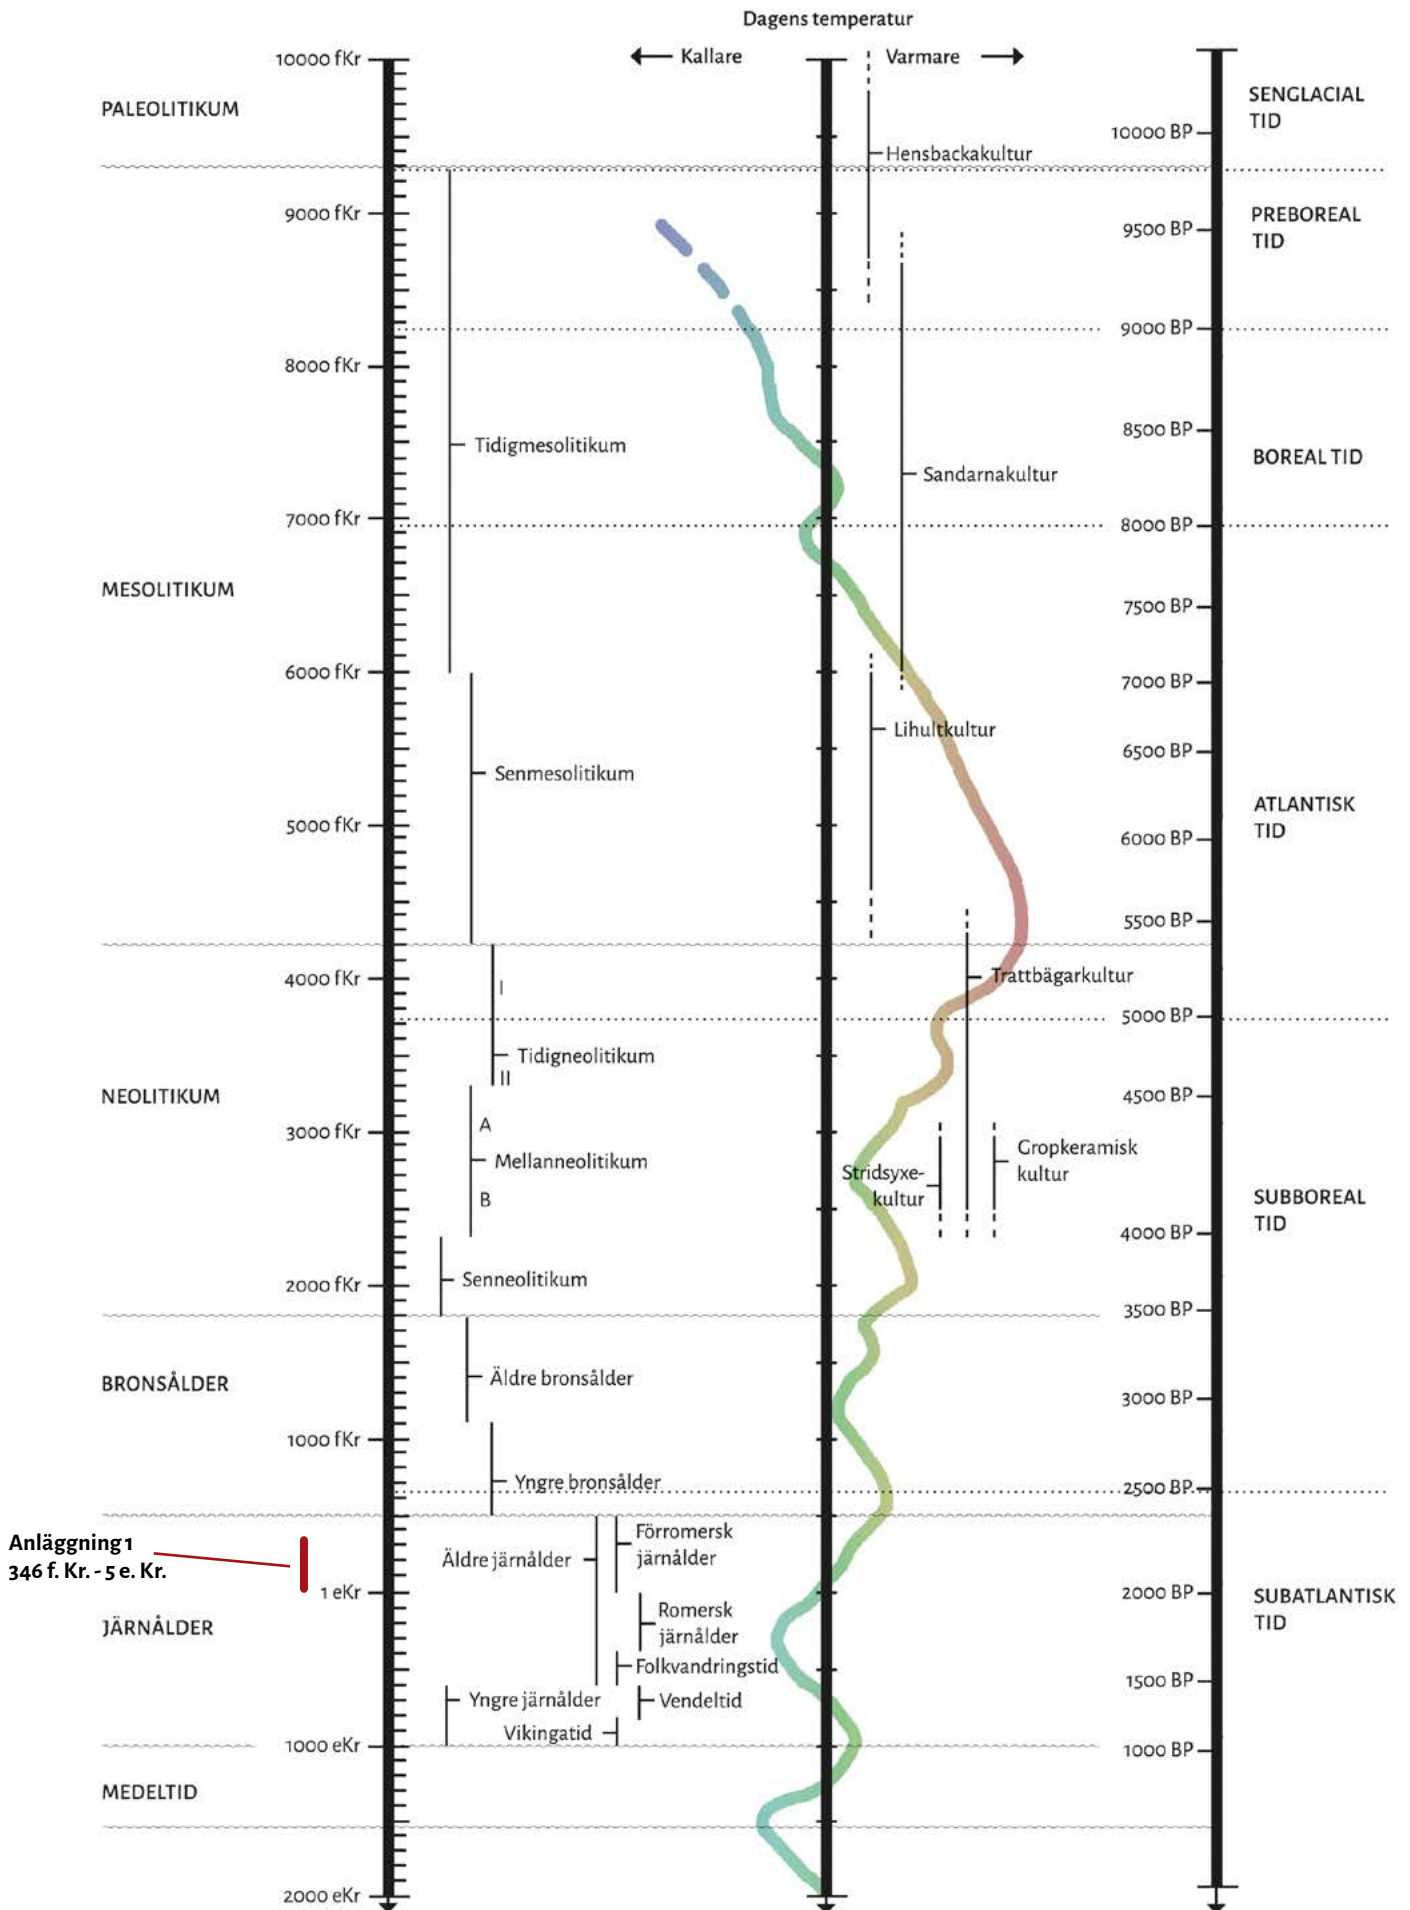 Dagens temperatur
Kallare
Varmare
10000 fKr
9000 fKr
8000 fKr
7000 fKr
6000 fKr
5000 fKr
4000 fKr
3000 fKr
2000 fKr
1000 fKr
1 eKr
1000 eKr
2000 eKr
PALEOLITIKUM
MESOLITIKUM
NEOLITIKUM
BRONSÅLDER
JÄRNÅLDER
MEDELTID
Anläggning 1
346 f. Kr. - 5 e. Kr.
Tidigmesolitikum
Senmesolitikum
I
Tidigneolitikum
II
A
Mellanneolitikum
B
Senneolitikum
Äldre bronsålder
Yngre bronsålder
Äldre järnålder
Förromersk
järnålder
Romersk
järnålder
Folkvandringstid
Yngre järnålder
Vendeltid
Vikingatid
Hensbackakultur
Sandarnakultur
Lihultkultur
Trattbägarkultur
Stridsyxe-
kultur
Gropkeramisk
kultur
10000 BP
9500 BP
9000 BP
8500 BP
8000 BP
7500 BP
7000 BP
6500 BP
6000 BP
5500 BP
5000 BP
4500 BP
4000 BP
3500 BP
3000 BP
2500 BP
2000 BP
1500 BP
1000 BP
SENGLACIAL
TID
PREBOREAL
TID
BOREAL TID
ATLANTISK
TID
SUBBOREAL
TID
SUBATLANTISK
TID